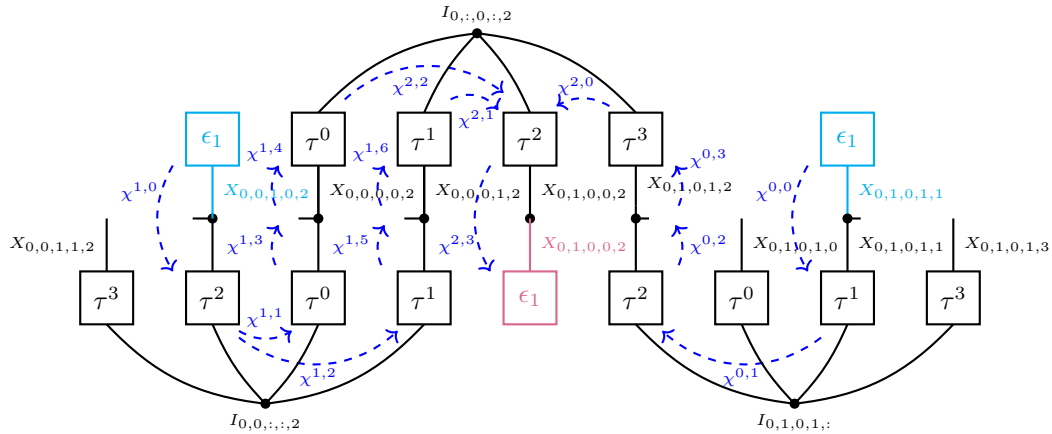 I_{0,:,0,:,2}
χ^{2,2} χ^{2,0}
χ^{2,1}
ϵ_1 τ^0 τ^1 τ^2 τ^3 ϵ_1
χ^{1,4} χ^{1,6} χ^{0,3}
χ^{1,0} X_{0,0,1,0,2} X_{0,0,0,0,2} X_{0,0,0,1,2} X_{0,1,0,0,2} X_{0,1,0,1,2} χ^{0,0} X_{0,1,0,1,1}
X_{0,0,1,1,2} χ^{1,3} χ^{1,5} χ^{2,3} X_{0,1,0,0,2} χ^{0,2} X_{0,1,0,1,0} X_{0,1,0,1,1} X_{0,1,0,1,3}
τ^3 τ^2 τ^0 τ^1 ϵ_1 τ^2 τ^0 τ^1 τ^3
χ^{1,1}
χ^{1,2} χ^{0,1}
I_{0,0,:,:,2} I_{0,1,0,1,:}